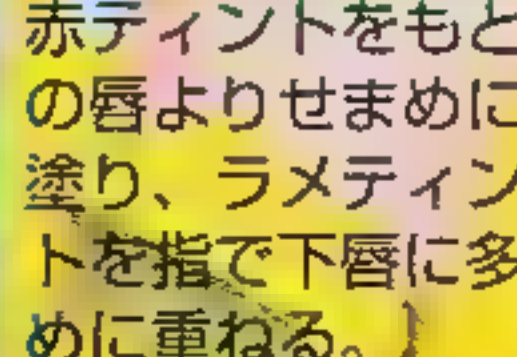 赤ティントをもと
の唇よりせまめに
塗り、ラメティン
トを指で下唇に多
めに重ねる。}